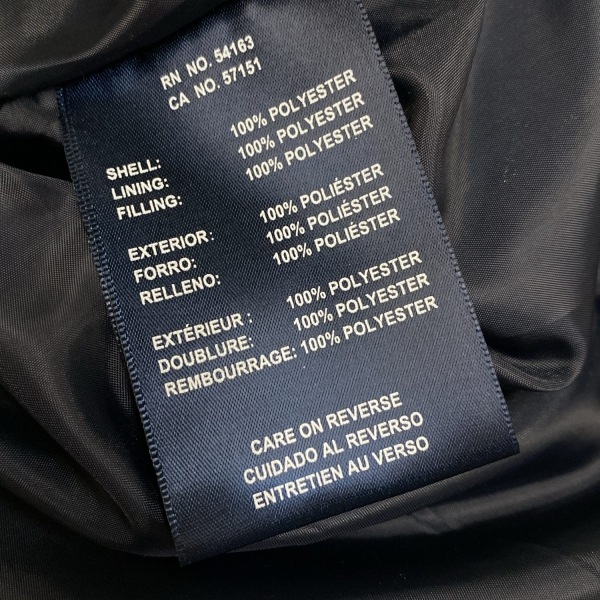 RN NO. 54163
CA NO. 57151
SHELL: 100% POLYESTER
LINING: 100% POLYESTER
FILLING: 100% POLYESTER
EXTERIOR: 100% POLIÉSTER
FORRO: 100% POLIÉSTER
RELLENO: 100% POLIÉSTER
EXTÉRIEUR : 100% POLYESTER
DOUBLURE: 100% POLYESTER
REMBOURRAGE: 100% POLYESTER
CARE ON REVERSE
CUIDADO AL REVERSO
ENTRETIEN AU VERSO